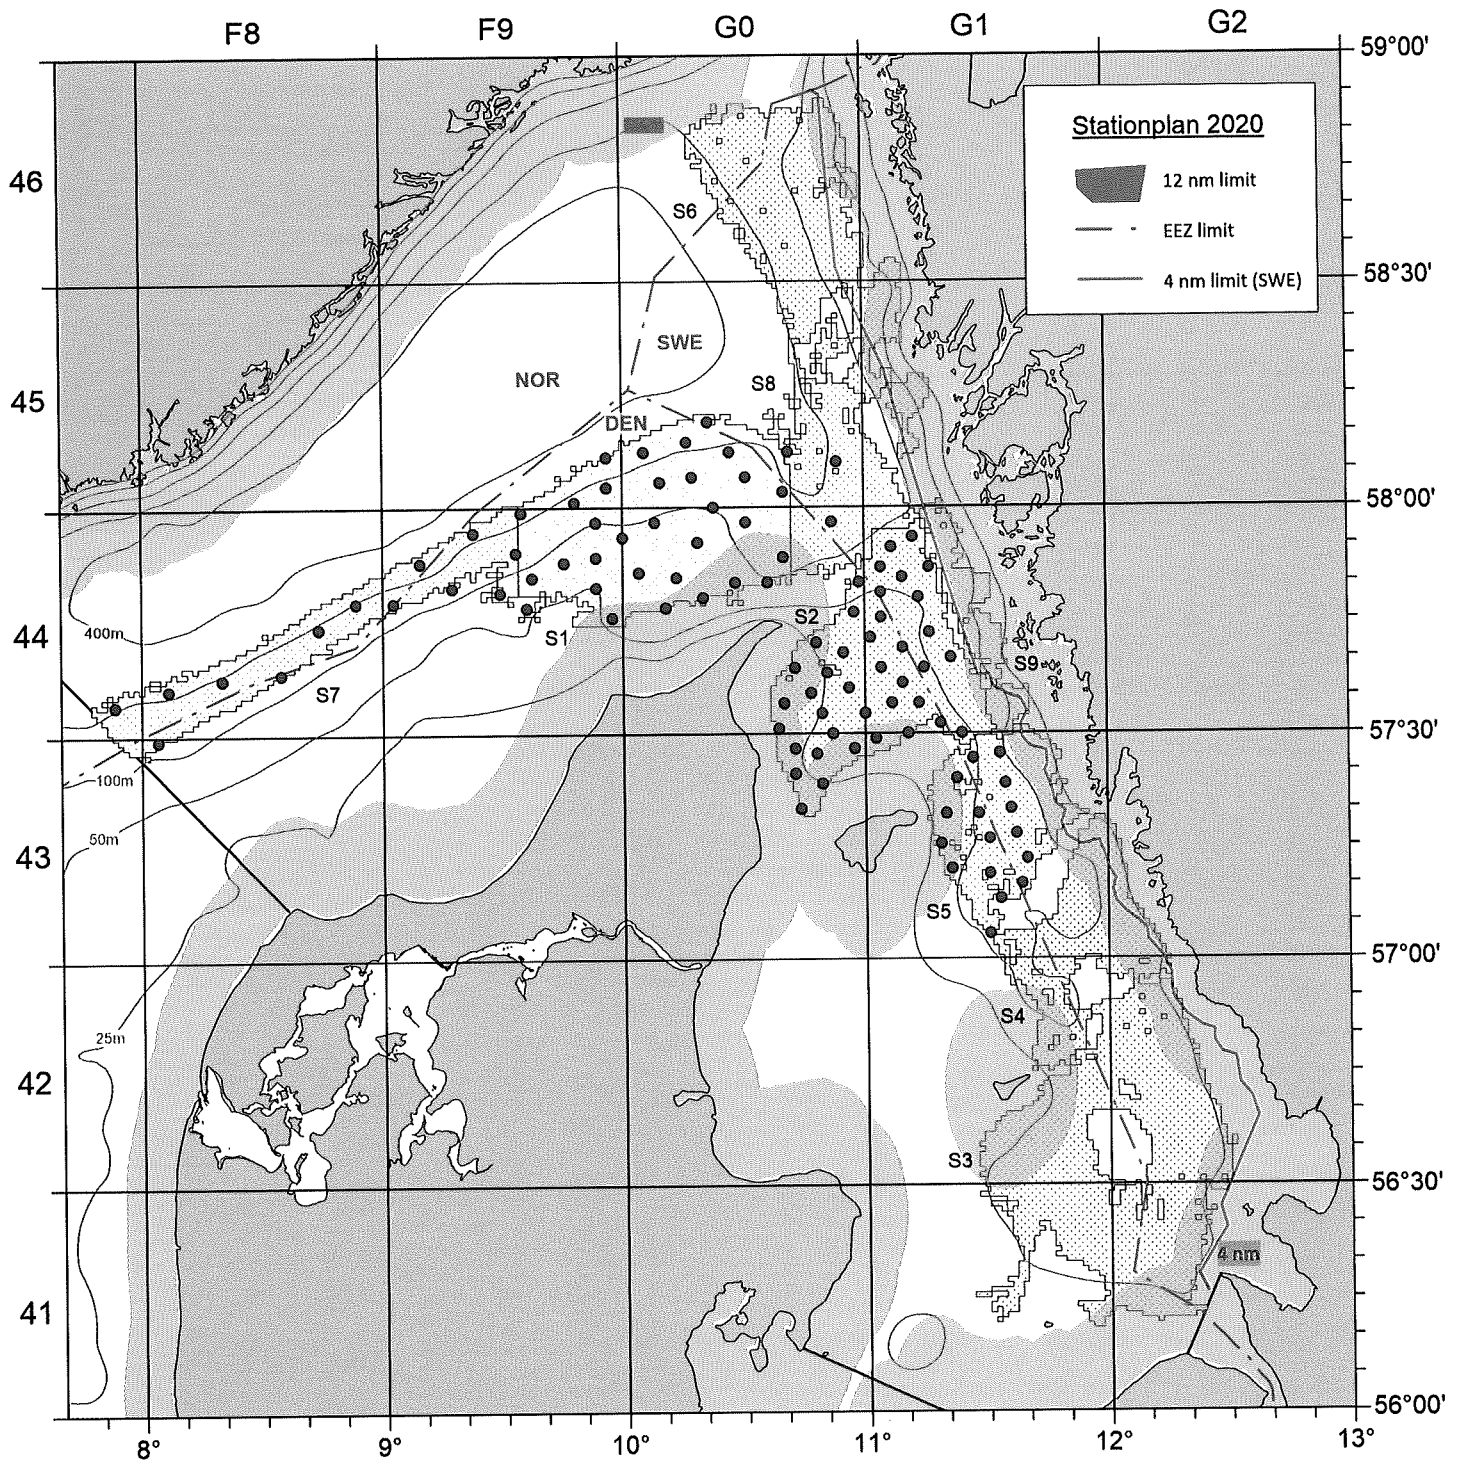 F8 F9 G0 G1 G2
59°00'
Stationplan 2020
12 nm limit
EEZ limit
4 nm limit (SWE)
46
S6
58°30'
SWE
NOR
S8
45
DEN
58°00'
400m
44
S1
S2
S9
S7
57°30'
100m
50m
43
S5
57°00'
S4
25m
42
S3
56°30'
4 nm
41
56°00'
8° 9° 10° 11° 12° 13°